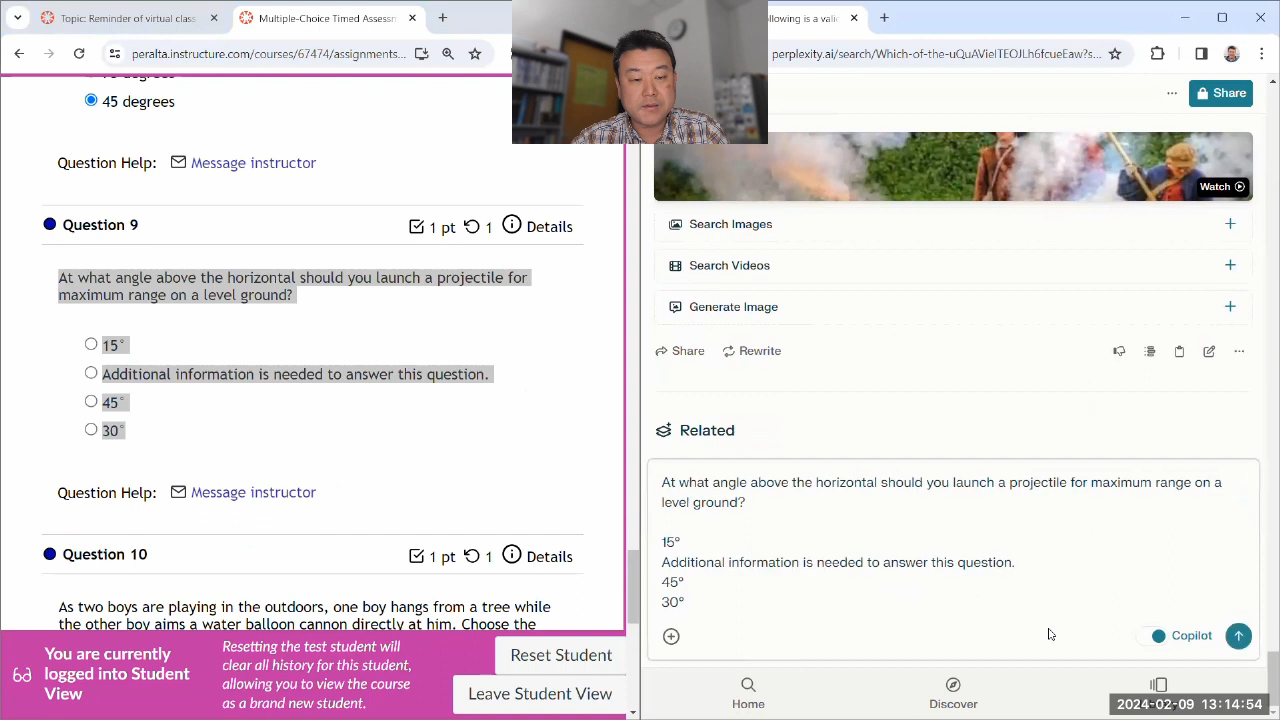 Topic Reminder of virtual class
Multiple-Choice Timed Assessm
ollowing is a valic
peralta.instructure.com/courses/67474/assignments...
perplexity.ai/search/Which-of-the-uQuAVieITEOJLh6fcueEaw?s...
45 degrees
Question Help: Message instructor
Question 9
1 pt 1 Details
At what angle above the horizontal should you launch a projectile for
maximum range on a level ground?
15°
Additional information is needed to answer this question.
45°
30°
Question Help: Message instructor
Question 10
1 pt 1 Details
As two boys are playing in the outdoors, one boy hangs from a tree while
the other boy aims a water balloon cannon directly at him. Choose the
You are currently
logged into Student
View
Resetting the test student will
clear all history for this student,
allowing you to view the course
as a brand new student.
Reset Student
Leave Student View
Share
Watch
Search Images
Search Videos
Generate Image
Share Rewrite
Related
At what angle above the horizontal should you launch a projectile for maximum range on a
level ground?
15°
Additional information is needed to answer this question.
45°
30°
Copilot
Home
Discover
2024-02-09 13:14:54